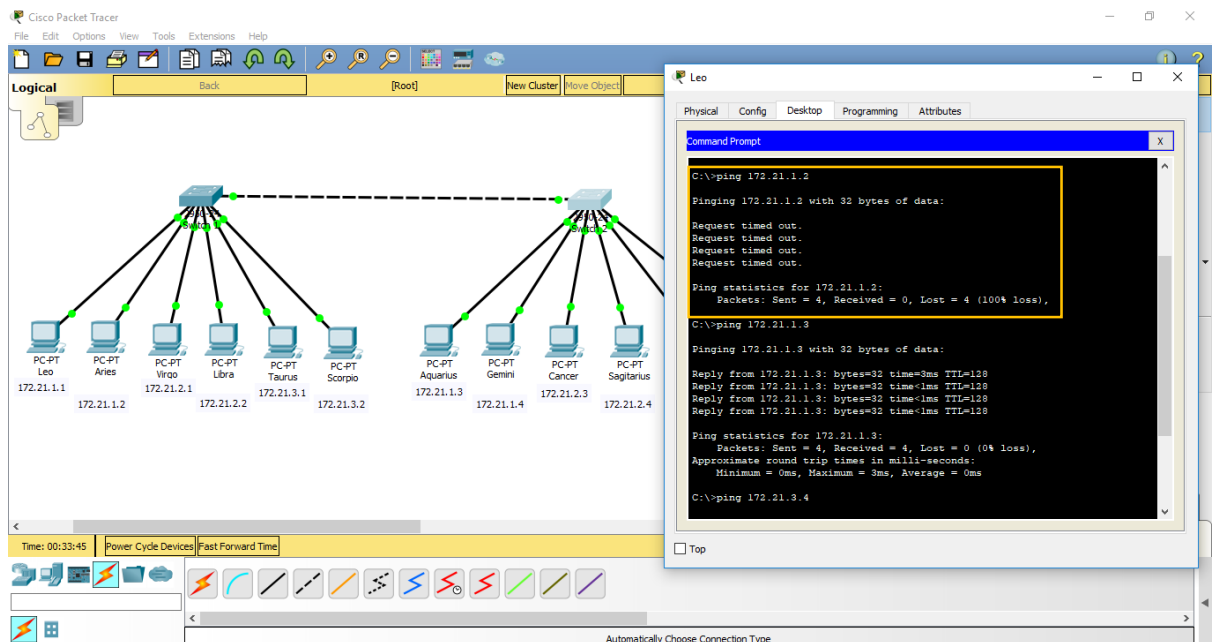 Cisco Packet Tracer
File Edit Options View Tools Extensions Help
Logical
Back
[Root]
New Cluster
Move Object
Switch 1
Switch 2
PC-PT
Leo
172.21.1.1
PC-PT
Aries
172.21.1.2
PC-PT
Virgo
172.21.2.1
PC-PT
Libra
172.21.2.2
PC-PT
Taurus
172.21.3.1
PC-PT
Scorpio
172.21.3.2
PC-PT
Aquarius
172.21.1.3
PC-PT
Gemini
172.21.1.4
PC-PT
Cancer
172.21.2.3
PC-PT
Sagitarius
172.21.2.4
Leo
Physical Config Desktop Programming Attributes
Command Prompt
X
C:\>ping 172.21.1.2
Pinging 172.21.1.2 with 32 bytes of data:
Request timed out.
Request timed out.
Request timed out.
Request timed out.
Ping statistics for 172.21.1.2:
Packets: Sent = 4, Received = 0, Lost = 4 (100% loss),
C:\>ping 172.21.1.3
Pinging 172.21.1.3 with 32 bytes of data:
Reply from 172.21.1.3: bytes=32 time=3ms TTL=128
Reply from 172.21.1.3: bytes=32 time<1ms TTL=128
Reply from 172.21.1.3: bytes=32 time<1ms TTL=128
Reply from 172.21.1.3: bytes=32 time<1ms TTL=128
Ping statistics for 172.21.1.3:
Packets: Sent = 4, Received = 4, Lost = 0 (0% loss),
Approximate round trip times in milli-seconds:
Minimum = 0ms, Maximum = 3ms, Average = 0ms
C:\>ping 172.21.3.4
Top
Time: 00:33:45
Power Cycle Devices
Fast Forward Time
Automatically Choose Connection Type